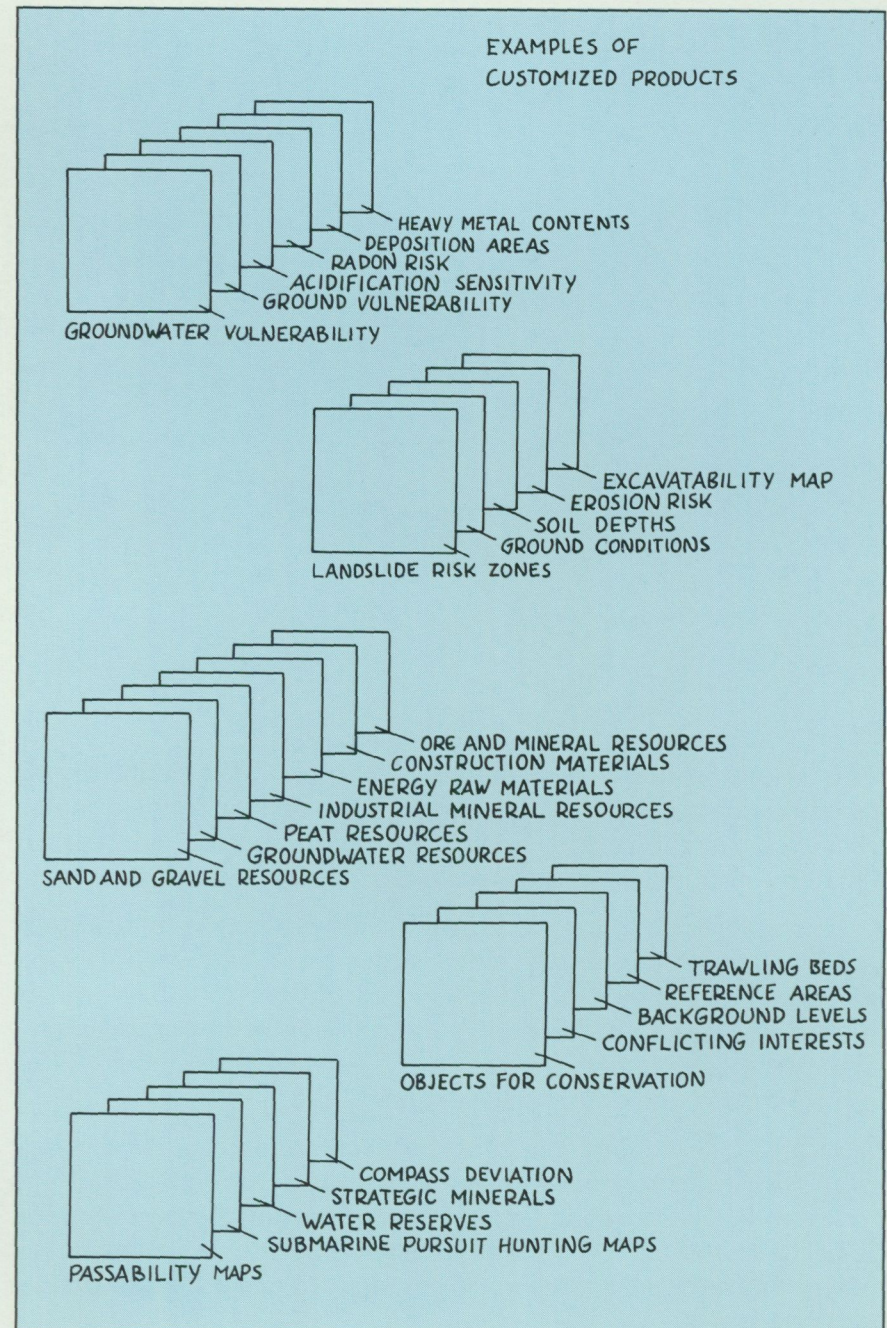 EXAMPLES OF
CUSTOMIZED PRODUCTS
HEAVY METAL CONTENTS
DEPOSITION AREAS
RADON RISK
ACIDIFICATION SENSITIVITY
GROUND VULNERABILITY
GROUNDWATER VULNERABILITY
EXCAVATABILITY MAP
EROSION RISK
SOIL DEPTHS
GROUND CONDITIONS
LANDSLIDE RISK ZONES
ORE AND MINERAL RESOURCES
CONSTRUCTION MATERIALS
ENERGY RAW MATERIALS
INDUSTRIAL MINERAL RESOURCES
PEAT RESOURCES
GROUNDWATER RESOURCES
SAND AND GRAVEL RESOURCES
TRAWLING BEDS
REFERENCE AREAS
BACKGROUND LEVELS
CONFLICTING INTERESTS
OBJECTS FOR CONSERVATION
COMPASS DEVIATION
STRATEGIC MINERALS
WATER RESERVES
SUBMARINE PURSUIT HUNTING MAPS
PASSABILITY MAPS